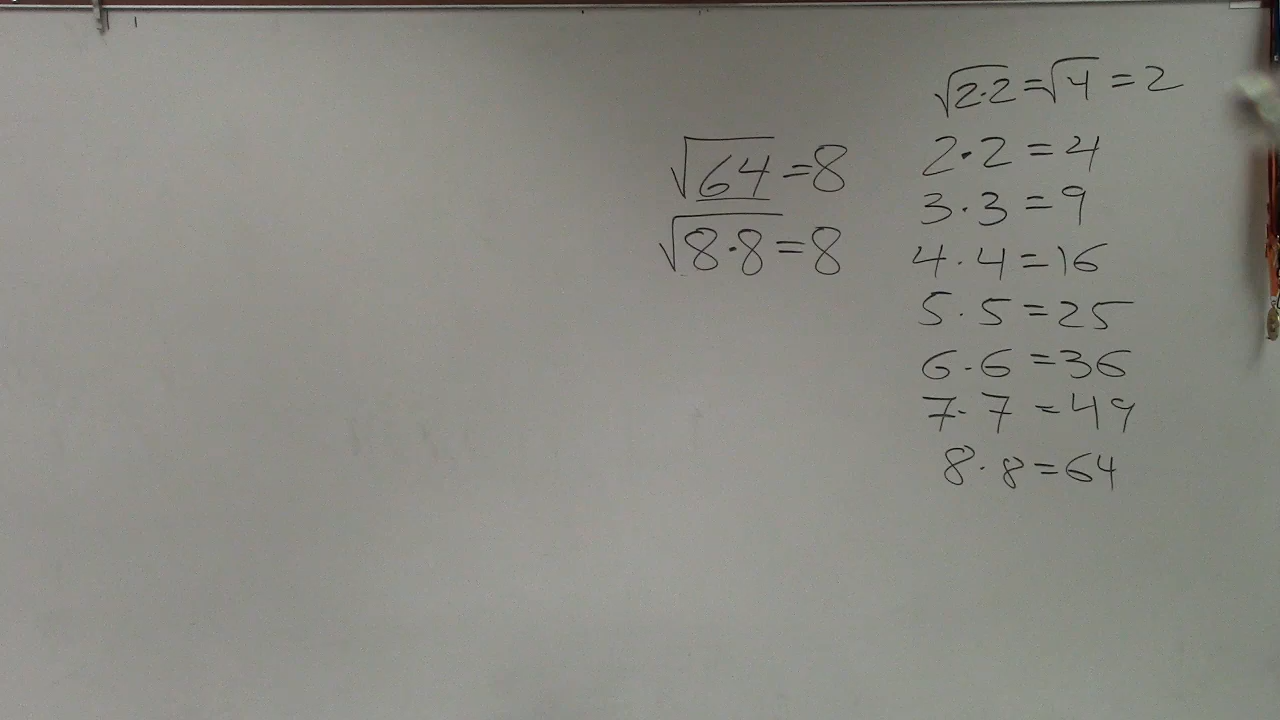 √64 = 8
√8·8 = 8
√2·2 = √4 = 2
2·2 = 4
3·3 = 9
4·4 = 16
5·5 = 25
6·6 = 36
7·7 = 49
8·8 = 64